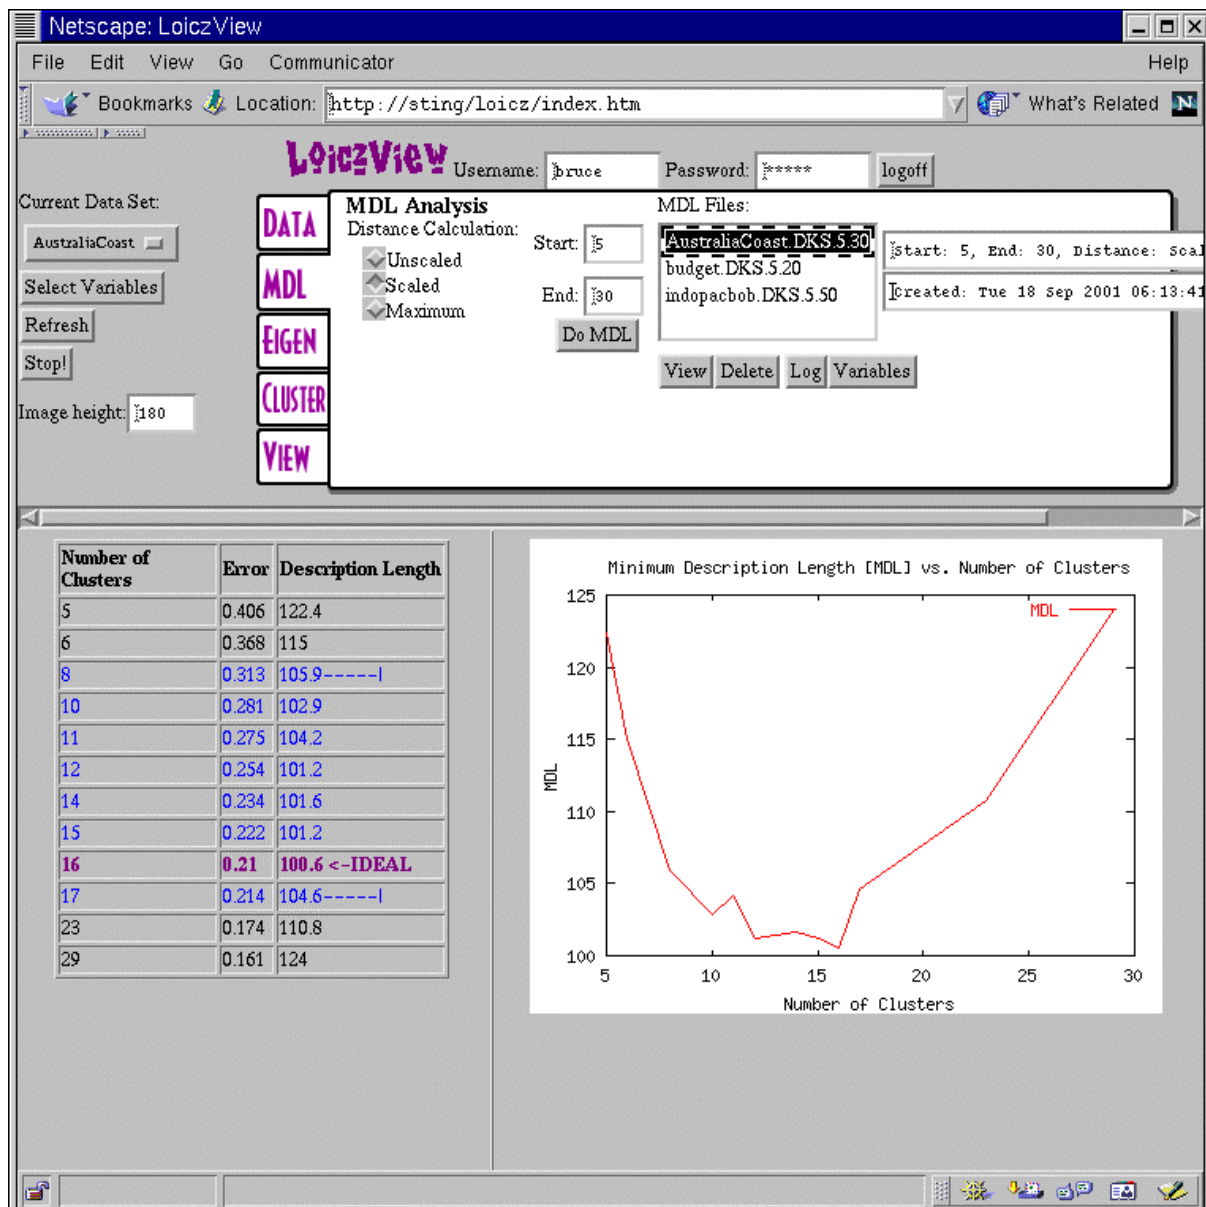 Netscape: LoiczView
File Edit View Go Communicator Help
Bookmarks Location: http://sting/loicz/index.htm What's Related N
LoiczView Username: bruce Password: ***** logoff
Current Data Set:
AustraliaCoast
Select Variables
Refresh
Stop!
Image height: 180
DATA
MDL
EIGEN
CLUSTER
VIEW
MDL Analysis
Distance Calculation:
Unscaled
Scaled
Maximum
Start: 5
End: 30
Do MDL
MDL Files:
AustraliaCoast.DKS.5.30
budget.DKS.5.20
indopacbob.DKS.5.50
Start: 5, End: 30, Distance: Scal
Created: Tue 18 Sep 2001 06:13:41
View Delete Log Variables
Number of Clusters Error Description Length
5 0.406 122.4
6 0.368 115
8 0.313 105.9-----|
10 0.281 102.9
11 0.275 104.2
12 0.254 101.2
14 0.234 101.6
15 0.222 101.2
16 0.21 100.6 <-IDEAL
17 0.214 104.6-----|
23 0.174 110.8
29 0.161 124
Minimum Description Length [MDL] vs. Number of Clusters
MDL
125
120
115
110
105
100
MDL
5 10 15 20 25 30
Number of Clusters